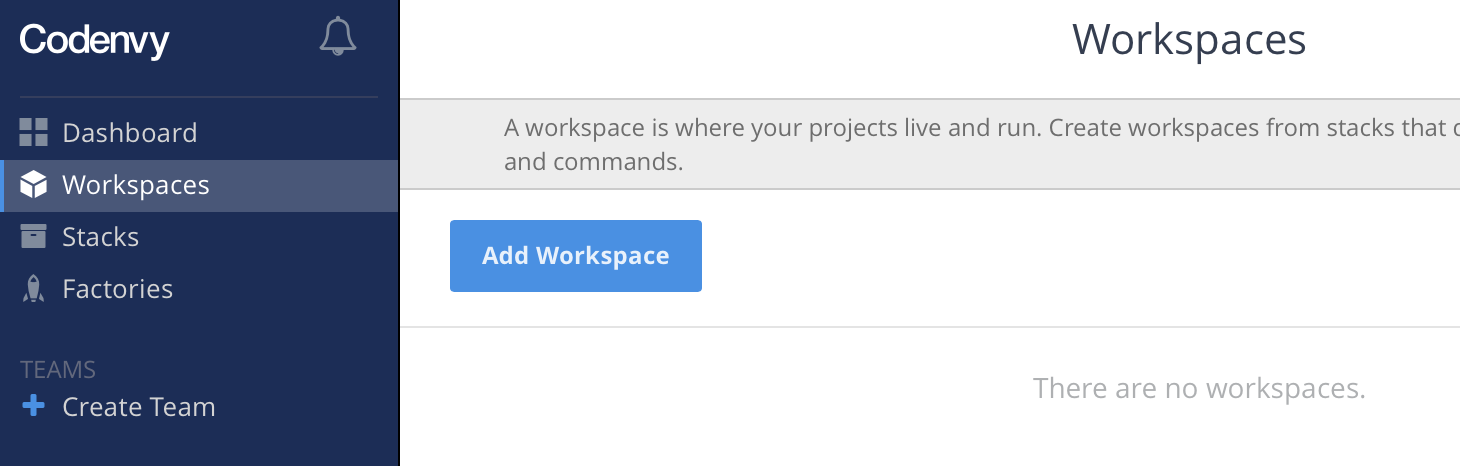 Codenvy
Dashboard
Workspaces
Stacks
Factories
TEAMS
Create Team
Workspaces
A workspace is where your projects live and run. Create workspaces from stacks that
and commands.
Add Workspace
There are no workspaces.